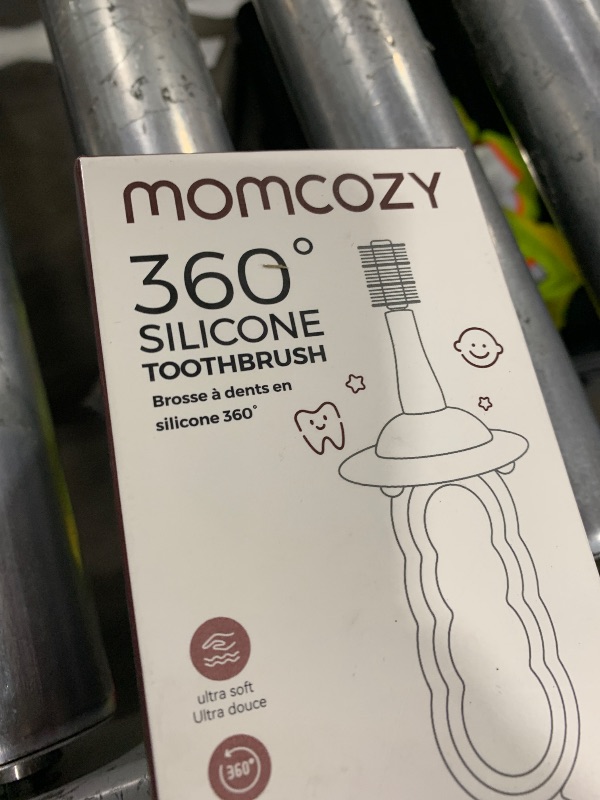 momcozy
360°
SILICONE
TOOTHBRUSH
Brosse à dents en
silicone 360°
ultra soft
Ultra douce
360°